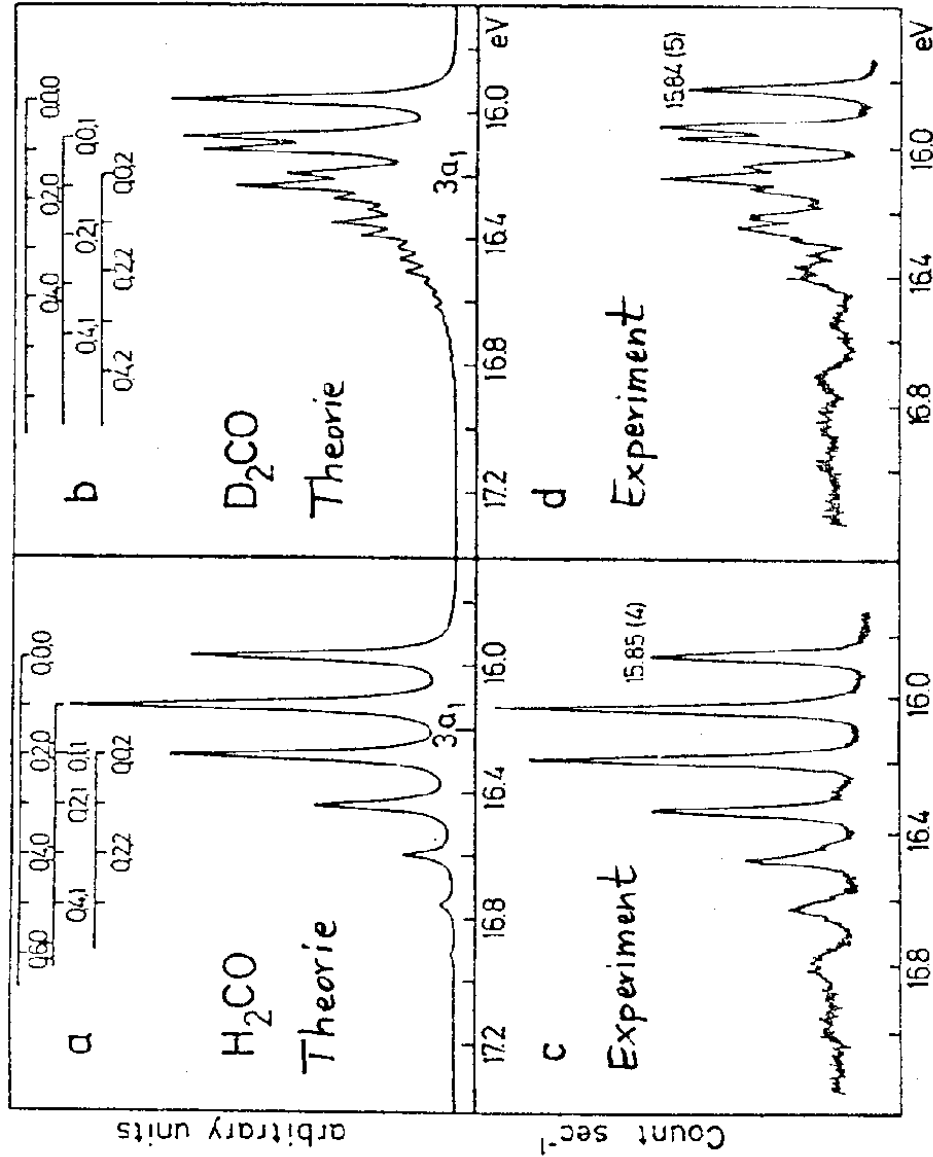 0,6,0 0,4,0 0,2,0 0,0,0
0,4,1 0,2,1 0,1,1
0,2,2 0,0,2
a
H2CO
Theorie
3a1
arbitrary units
0,4,0 0,2,0 0,0,0
0,4,1 0,2,1 0,0,1
0,4,2 0,2,2 0,0,2
b
D2CO
Theorie
3a1
17.2 16.8 16.4 16.0 17.2 16.8 16.4 16.0 eV
c
Experiment
15.85 (4)
Count sec⁻¹
d
Experiment
15.84 (5)
16.8 16.4 16.0 16.8 16.4 16.0 eV